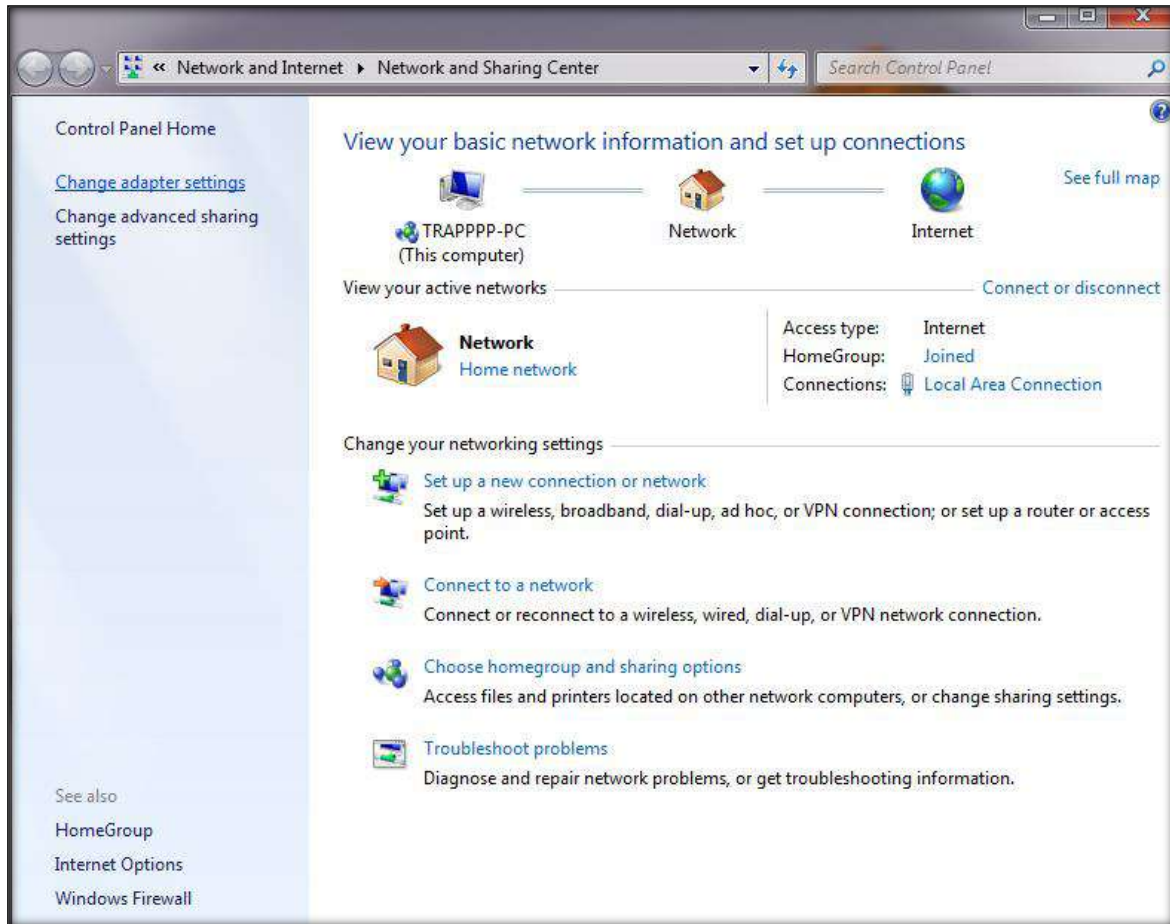 « Network and Internet ▸ Network and Sharing Center
Search Control Panel
Control Panel Home
Change adapter settings
Change advanced sharing
settings
See also
HomeGroup
Internet Options
Windows Firewall
View your basic network information and set up connections
See full map
TRAPPPP-PC
(This computer)
Network
Internet
View your active networks
Connect or disconnect
Network
Home network
Access type: Internet
HomeGroup: Joined
Connections: Local Area Connection
Change your networking settings
Set up a new connection or network
Set up a wireless, broadband, dial-up, ad hoc, or VPN connection; or set up a router or access
point.
Connect to a network
Connect or reconnect to a wireless, wired, dial-up, or VPN network connection.
Choose homegroup and sharing options
Access files and printers located on other network computers, or change sharing settings.
Troubleshoot problems
Diagnose and repair network problems, or get troubleshooting information.